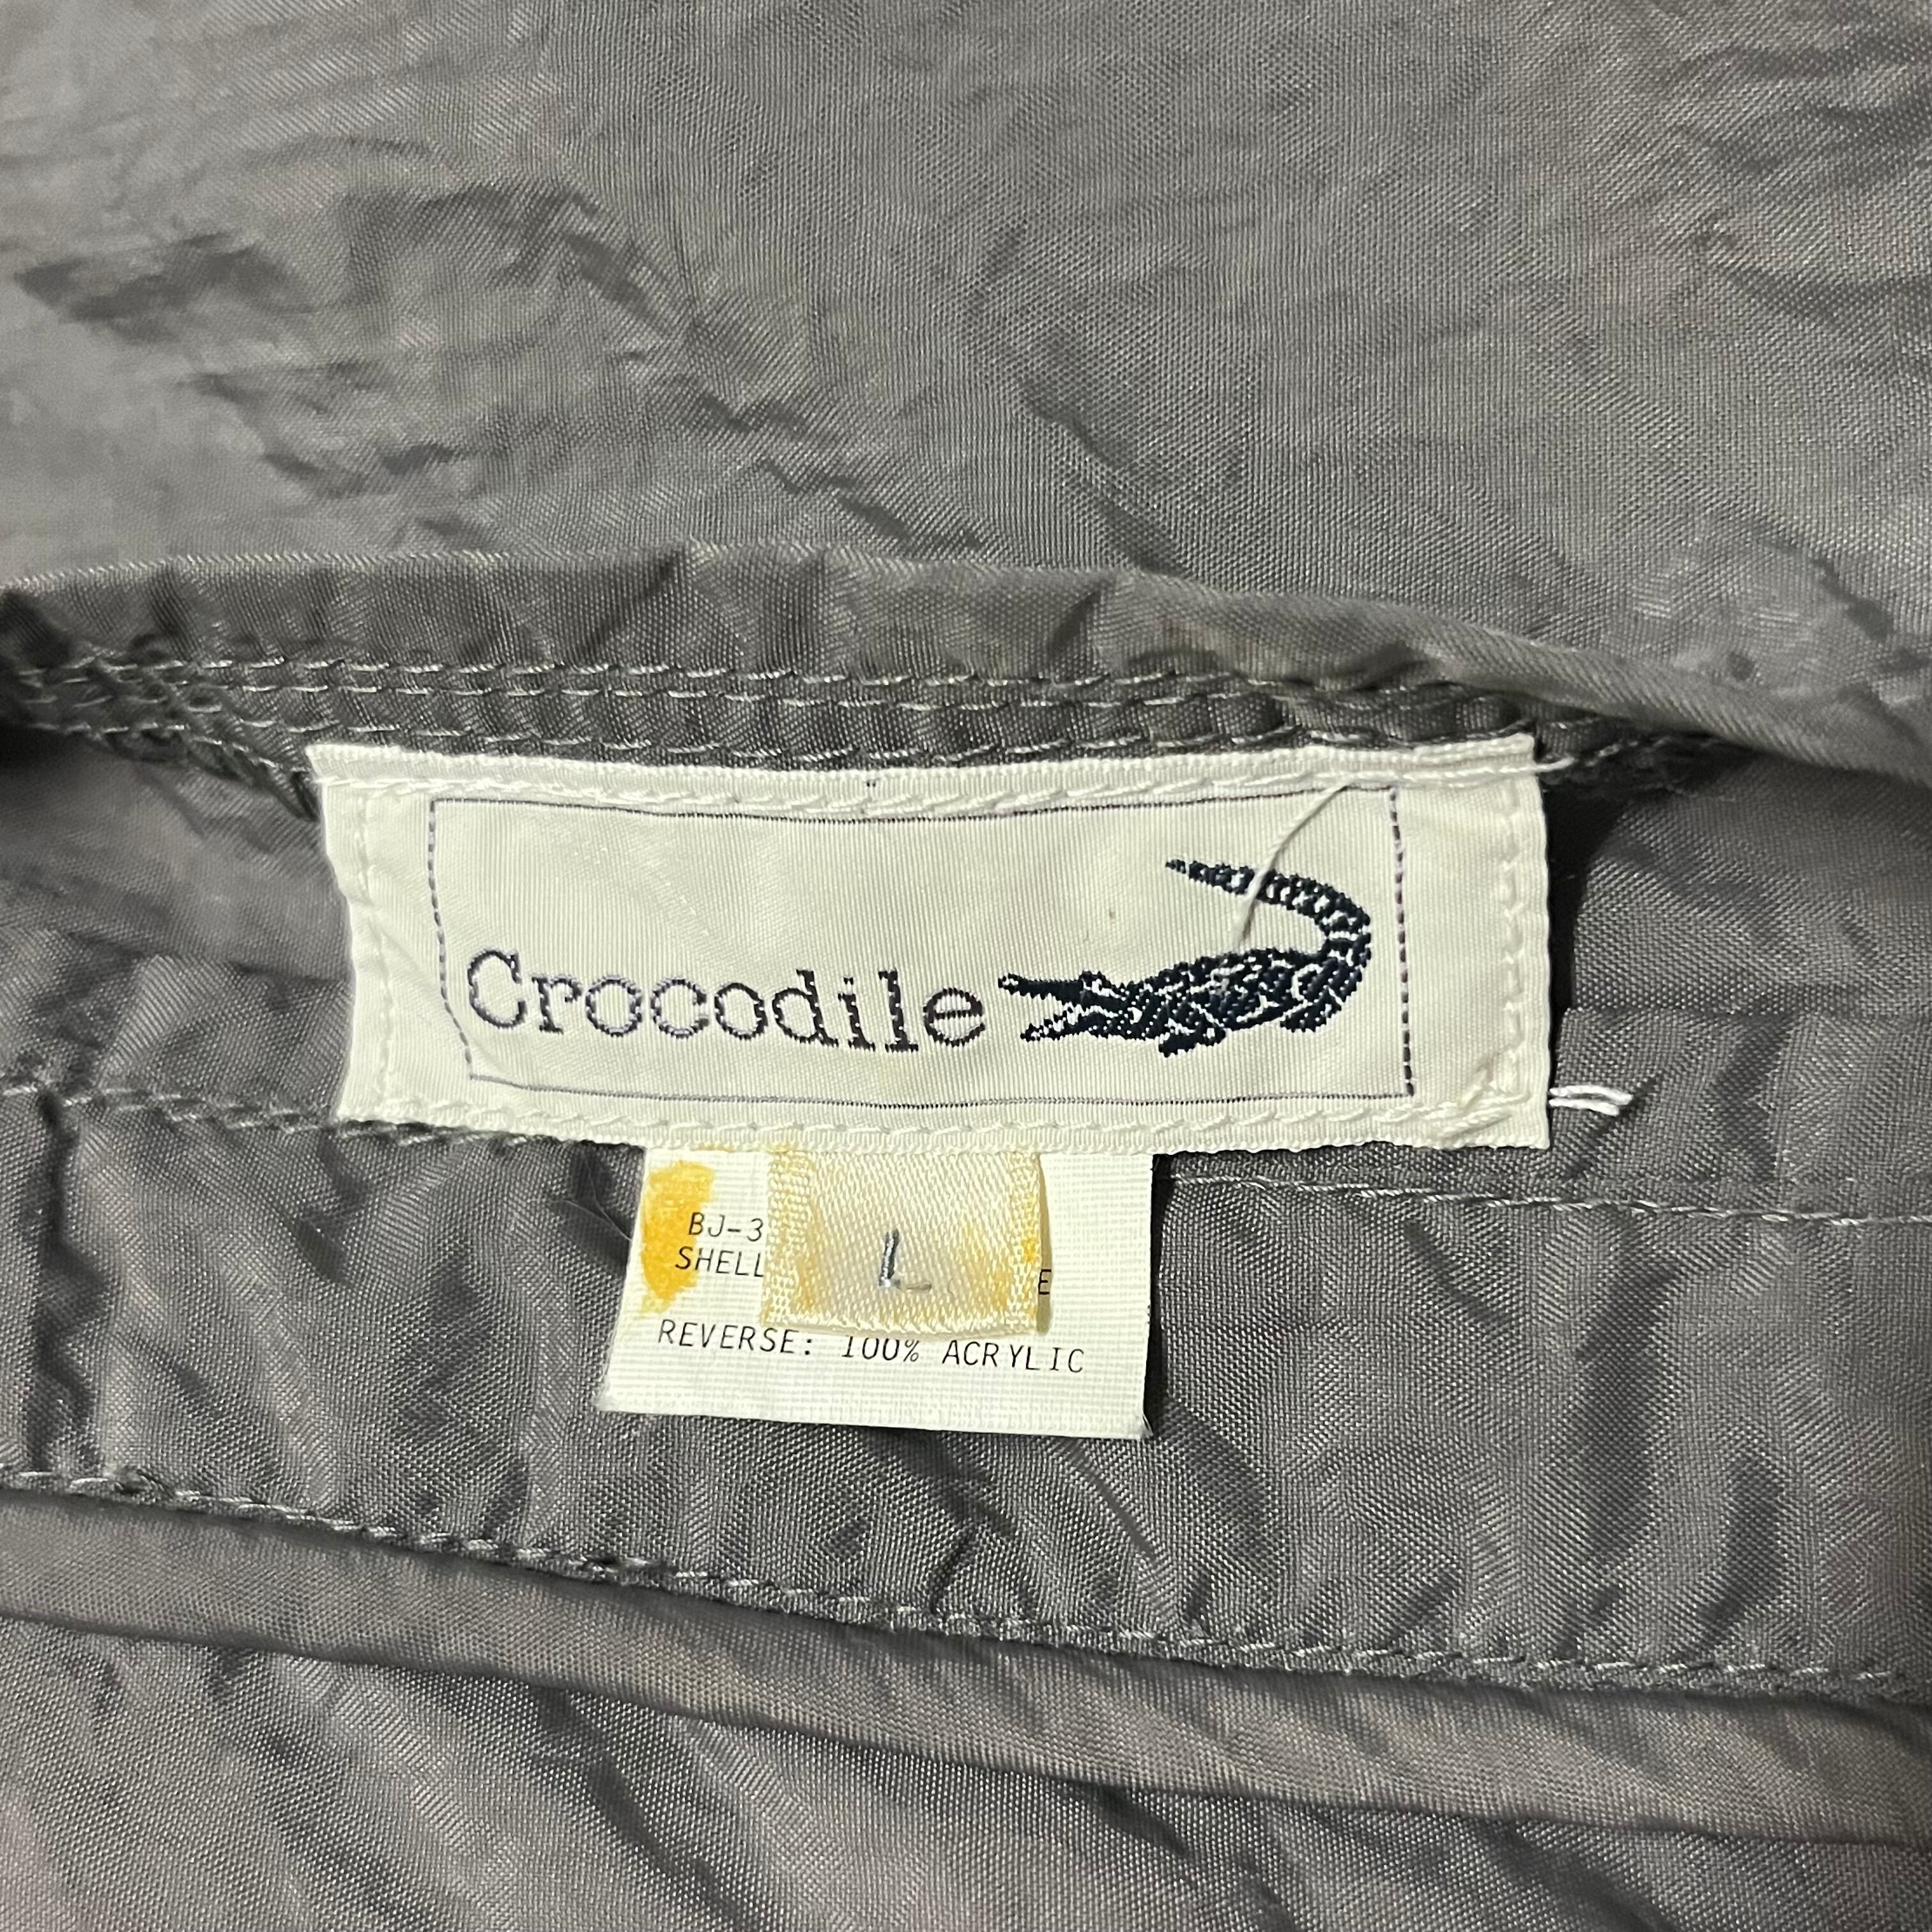 Crocodile
BJ-3
SHELL
L
E
REVERSE: 100% ACRYLIC